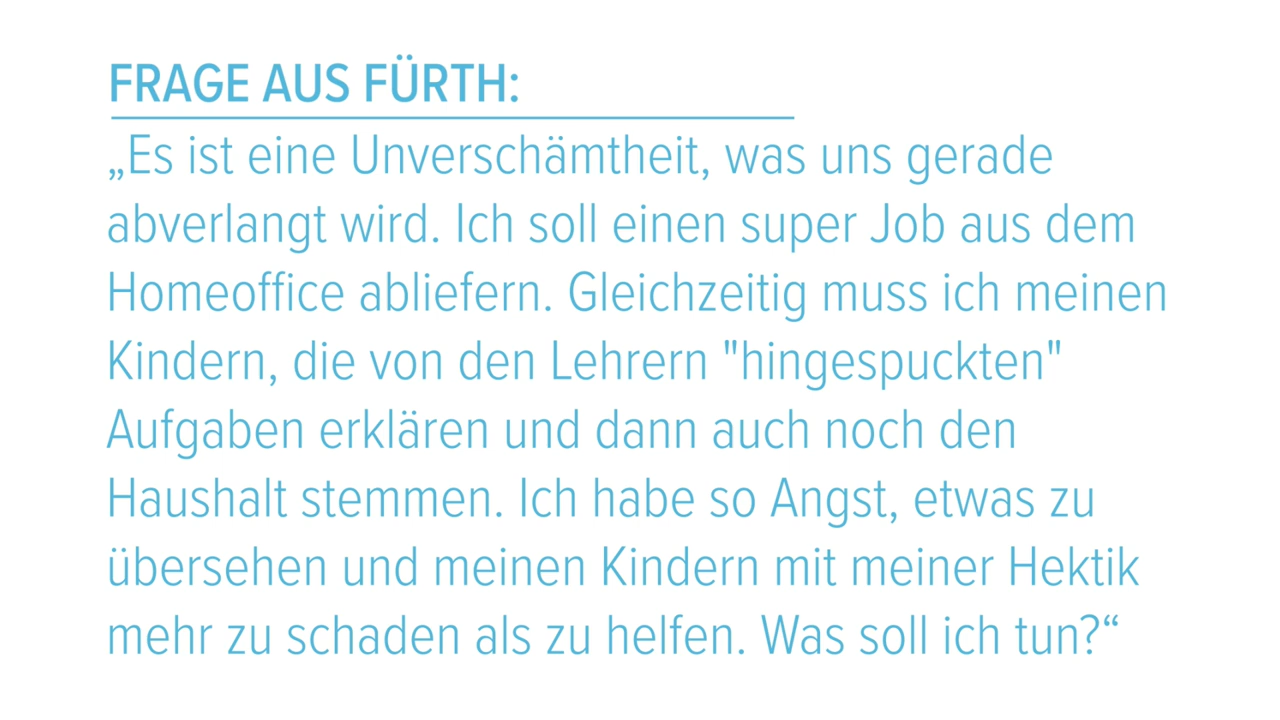 FRAGE AUS FÜRTH:
„Es ist eine Unverschämtheit, was uns gerade
abverlangt wird. Ich soll einen super Job aus dem
Homeoffice abliefern. Gleichzeitig muss ich meinen
Kindern, die von den Lehrern "hingespuckten"
Aufgaben erklären und dann auch noch den
Haushalt stemmen. Ich habe so Angst, etwas zu
übersehen und meinen Kindern mit meiner Hektik
mehr zu schaden als zu helfen. Was soll ich tun?“